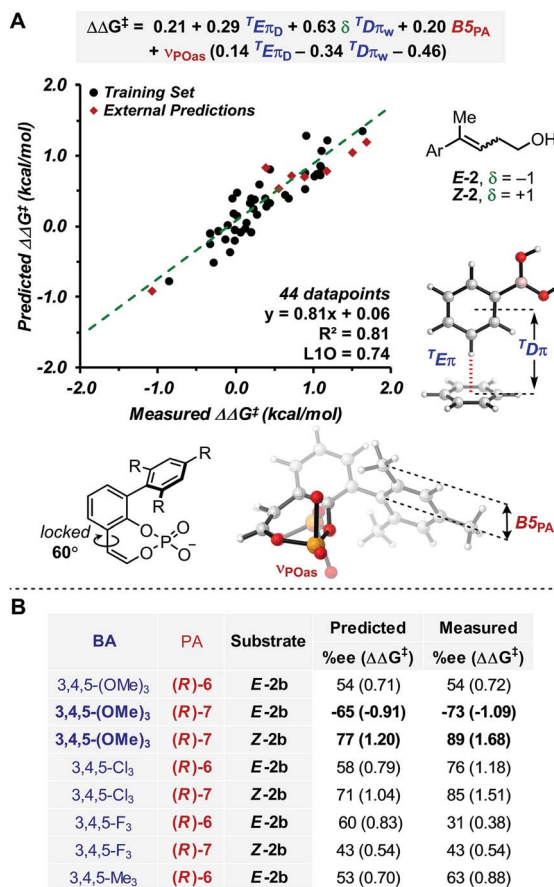 A
ΔΔG‡ = 0.21 + 0.29 ᵀEπ_D + 0.63 δ ᵀDπ_w + 0.20 B5_PA
+ ν_POas (0.14 ᵀEπ_D – 0.34 ᵀDπ_w – 0.46)
Training Set
External Predictions
Predicted ΔΔG‡ (kcal/mol)
2.0
1.0
0.0
-1.0
-2.0
44 datapoints
y = 0.81x + 0.06
R² = 0.81
L1O = 0.74
-2.0 -1.0 0.0 1.0 2.0
Measured ΔΔG‡ (kcal/mol)
Me
Ar
OH
E-2, δ = –1
Z-2, δ = +1
ᵀEπ
ᵀDπ
R
R
R
locked
60°
O
P
O
O
O⁻
ν_POas
B5_PA
B
BA PA Substrate Predicted Measured
%ee (ΔΔG‡) %ee (ΔΔG‡)
3,4,5-(OMe)₃ (R)-6 E-2b 54 (0.71) 54 (0.72)
3,4,5-(OMe)₃ (R)-7 E-2b -65 (-0.91) -73 (-1.09)
3,4,5-(OMe)₃ (R)-7 Z-2b 77 (1.20) 89 (1.68)
3,4,5-Cl₃ (R)-6 E-2b 58 (0.79) 76 (1.18)
3,4,5-Cl₃ (R)-7 Z-2b 71 (1.04) 85 (1.51)
3,4,5-F₃ (R)-6 E-2b 60 (0.83) 31 (0.38)
3,4,5-F₃ (R)-7 Z-2b 43 (0.54) 43 (0.54)
3,4,5-Me₃ (R)-6 E-2b 53 (0.70) 63 (0.88)